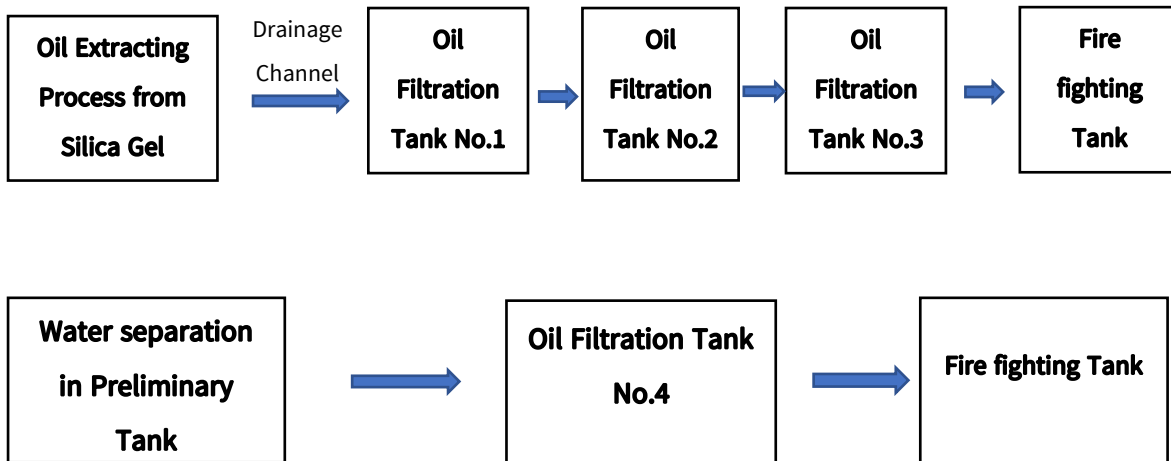 Oil Extracting
Process from
Silica Gel
Drainage
Channel
Oil
Filtration
Tank No.1
Oil
Filtration
Tank No.2
Oil
Filtration
Tank No.3
Fire
fighting
Tank
Water separation
in Preliminary
Tank
Oil Filtration Tank
No.4
Fire fighting Tank